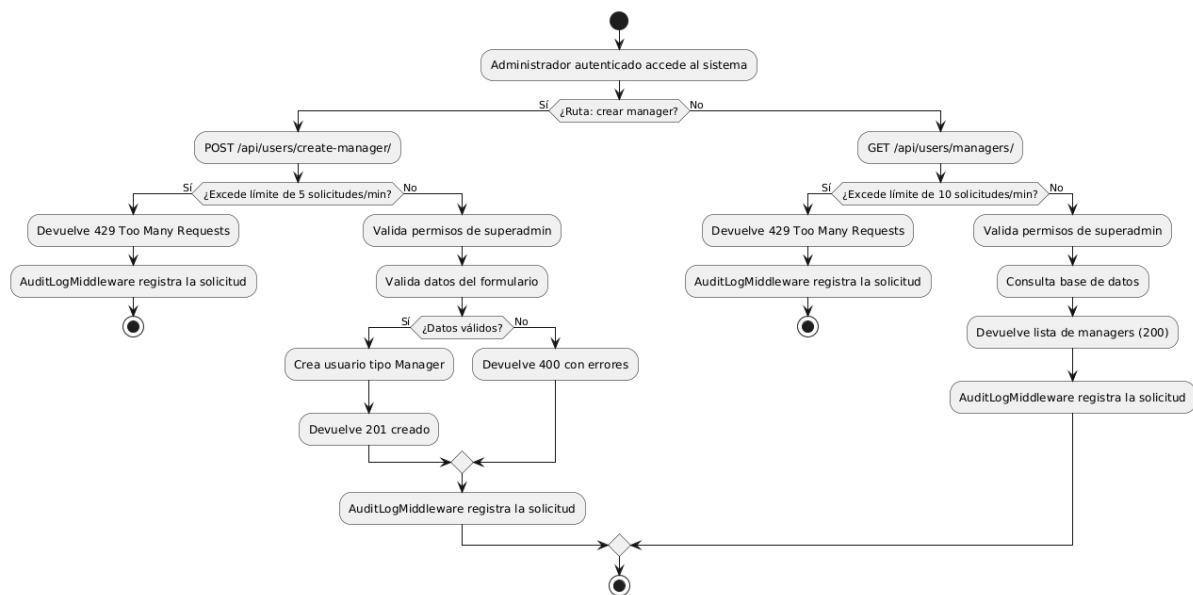 Administrador autenticado accede al sistema
¿Ruta: crear manager?
Sí
No
POST /api/users/create-manager/
¿Excede límite de 5 solicitudes/min?
Sí
No
Devuelve 429 Too Many Requests
AuditLogMiddleware registra la solicitud
Valida permisos de superadmin
Valida datos del formulario
¿Datos válidos?
Sí
No
Crea usuario tipo Manager
Devuelve 201 creado
Devuelve 400 con errores
AuditLogMiddleware registra la solicitud
GET /api/users/managers/
¿Excede límite de 10 solicitudes/min?
Sí
No
Devuelve 429 Too Many Requests
AuditLogMiddleware registra la solicitud
Valida permisos de superadmin
Consulta base de datos
Devuelve lista de managers (200)
AuditLogMiddleware registra la solicitud